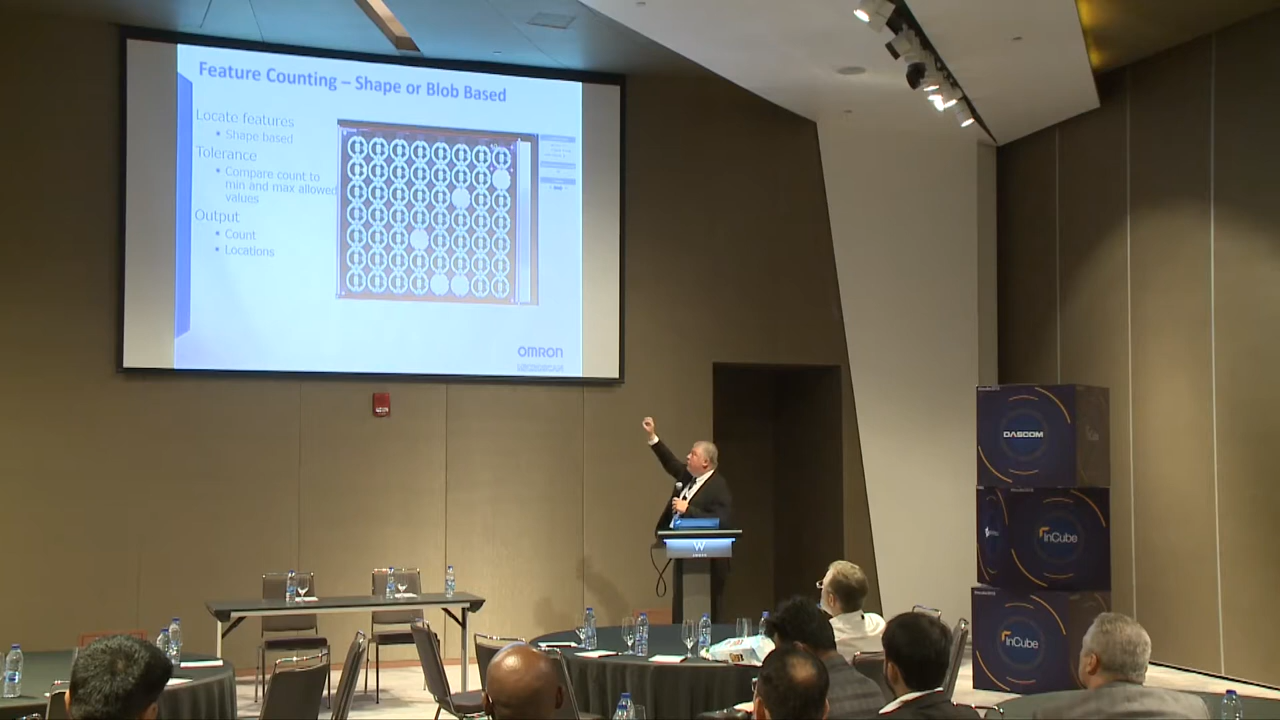 Feature Counting – Shape or Blob Based
Locate features
• Shape based
Tolerance
• Compare count to
min and max allowed
values
Output
• Count
• Locations
OMRON
MICROSCAN
W
DASCOM
InCube
InCube